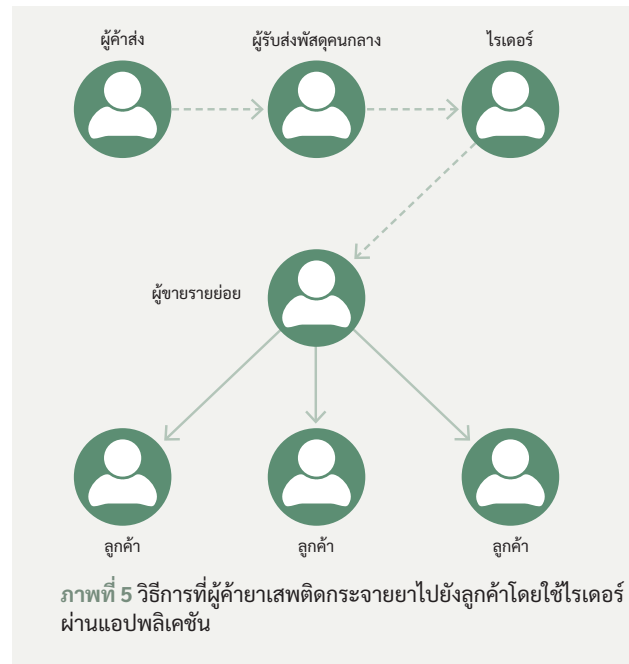 ผู้ค้าส่ง
ผู้รับส่งพัสดุคนกลาง
ไรเดอร์
ผู้ขายรายย่อย
ลูกค้า
ลูกค้า
ลูกค้า
ภาพที่ 5 วิธีการที่ผู้ค้ายาเสพติดกระจายยาไปยังลูกค้าโดยใช้ไรเดอร์
ผ่านแอปพลิเคชัน